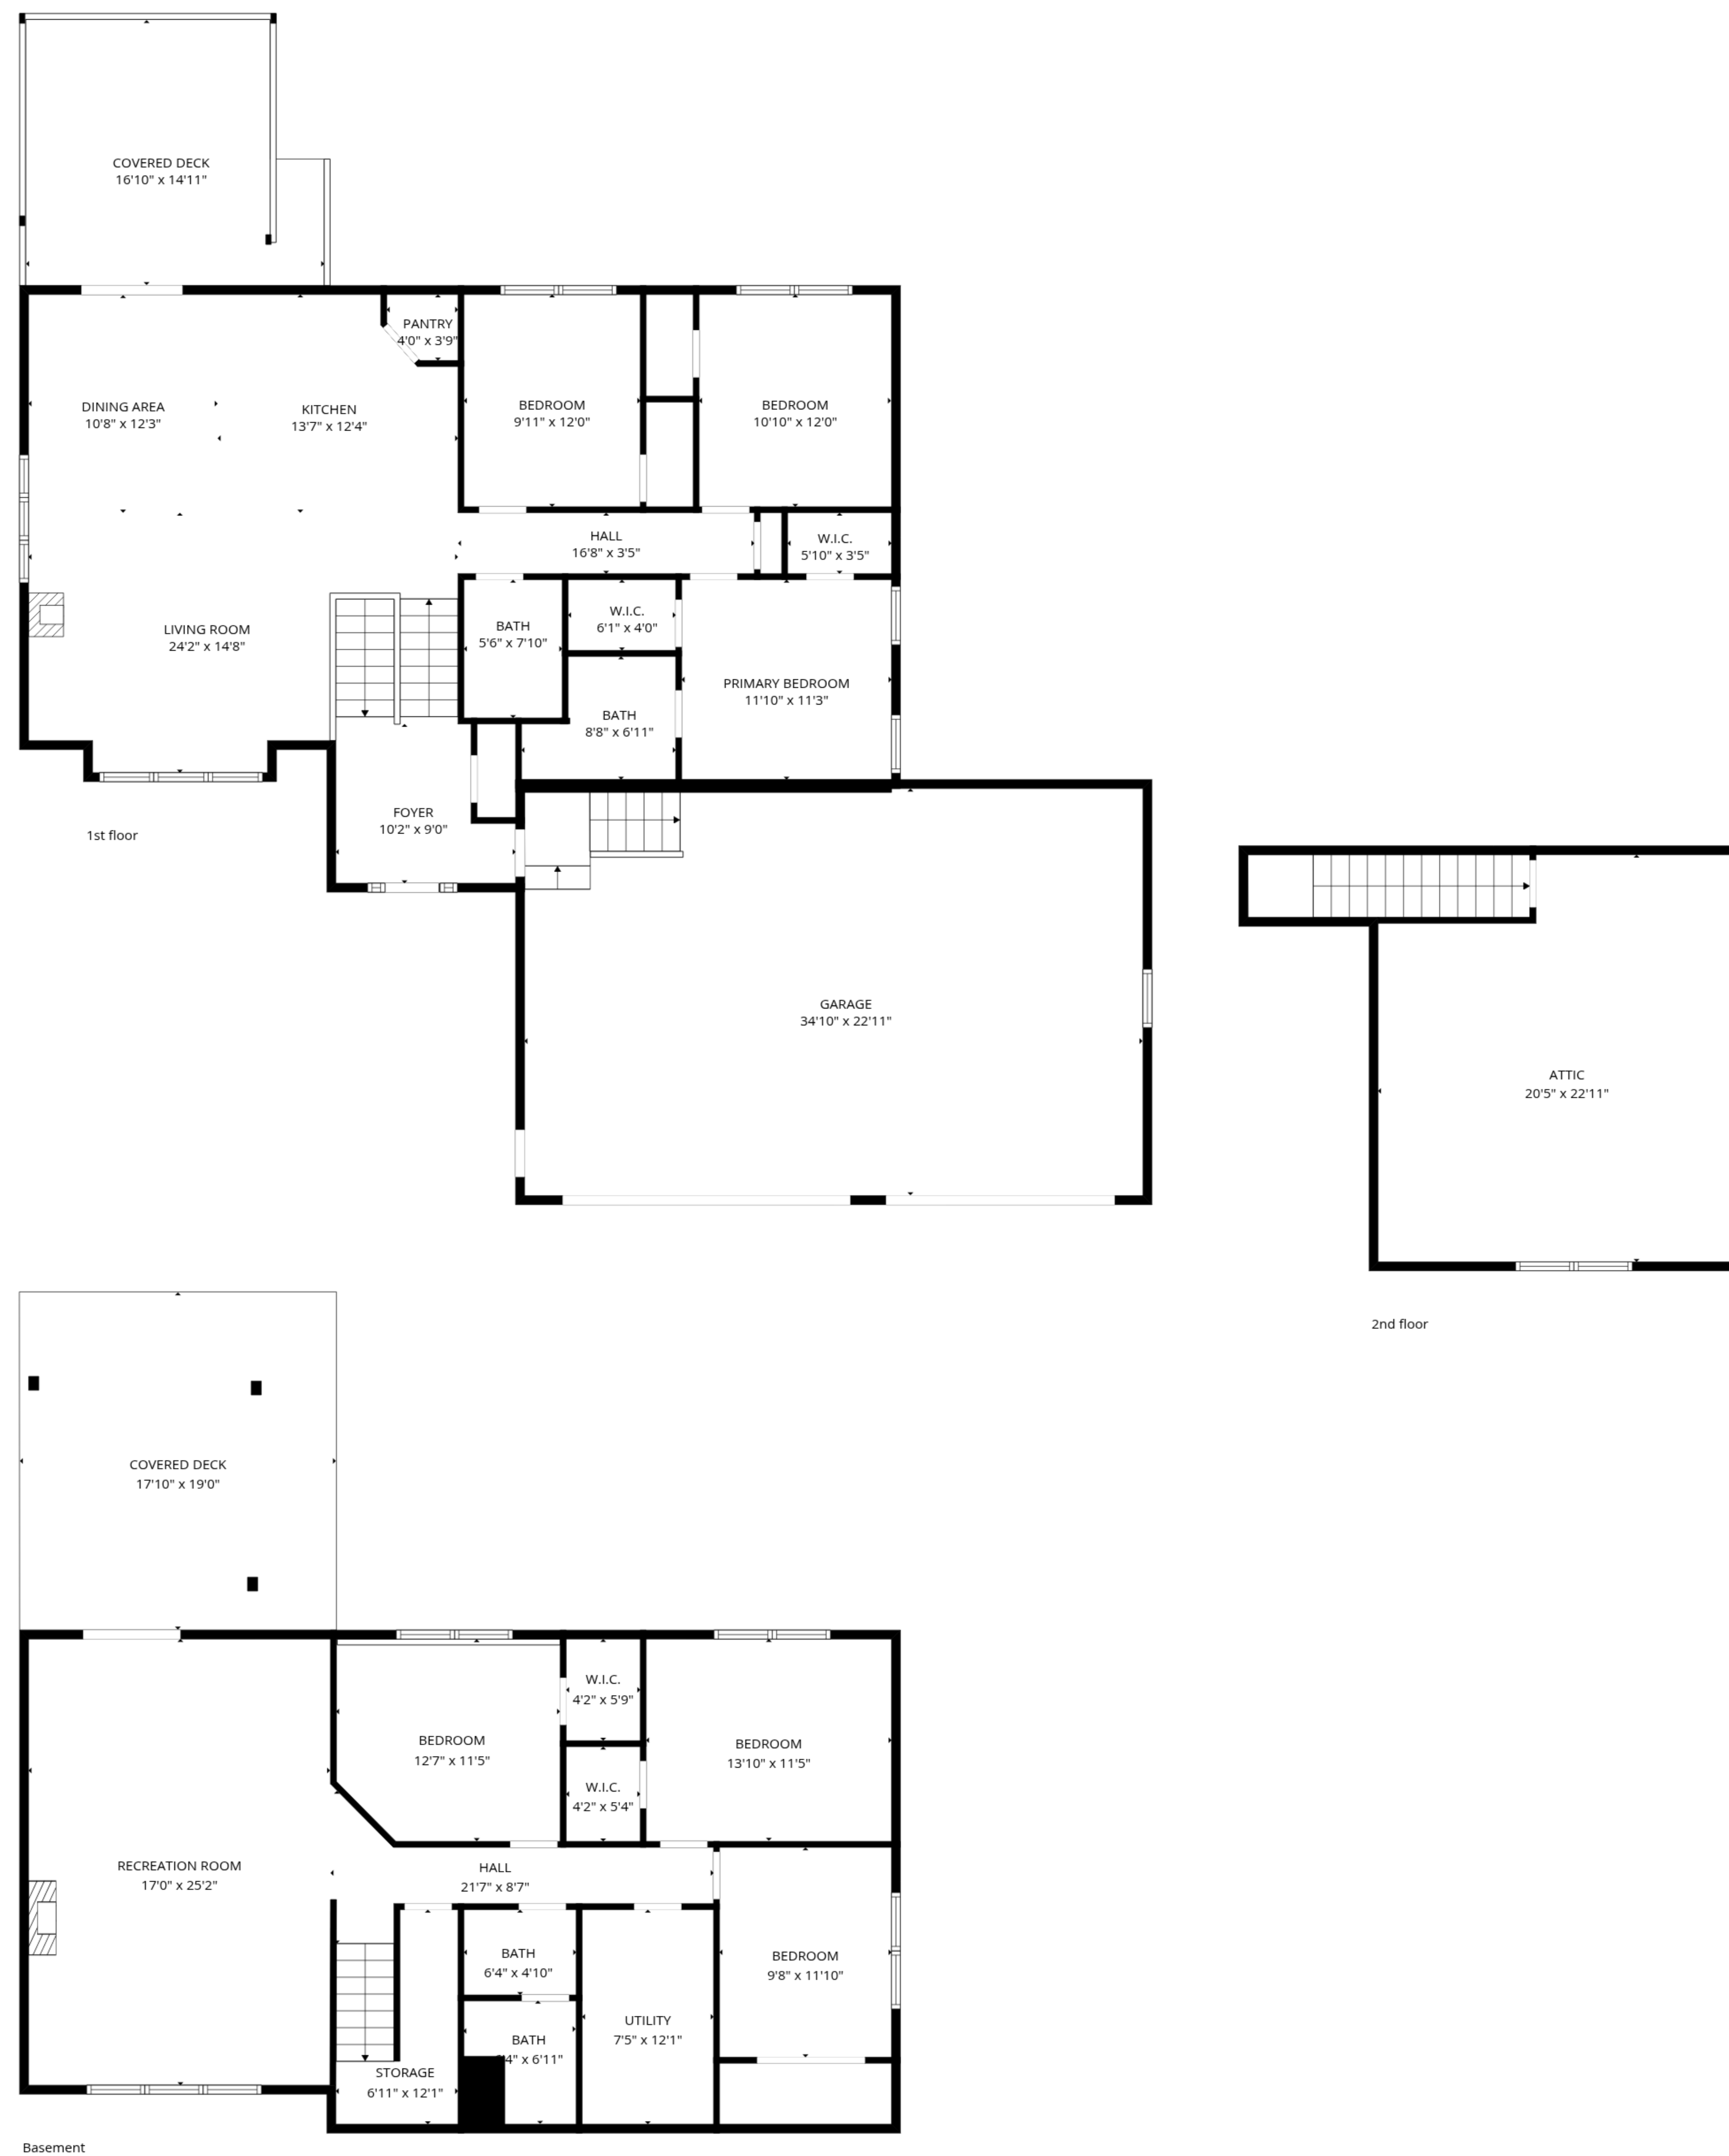 COVERED DECK
16'10" x 14'11"
PANTRY
4'0" x 3'9"
DINING AREA
10'8" x 12'3"
KITCHEN
13'7" x 12'4"
BEDROOM
9'11" x 12'0"
BEDROOM
10'10" x 12'0"
HALL
16'8" x 3'5"
W.I.C.
5'10" x 3'5"
LIVING ROOM
24'2" x 14'8"
BATH
5'6" x 7'10"
W.I.C.
6'1" x 4'0"
PRIMARY BEDROOM
11'10" x 11'3"
BATH
8'8" x 6'11"
FOYER
10'2" x 9'0"
1st floor
GARAGE
34'10" x 22'11"
ATTIC
20'5" x 22'11"
2nd floor
COVERED DECK
17'10" x 19'0"
W.I.C.
4'2" x 5'9"
BEDROOM
12'7" x 11'5"
BEDROOM
13'10" x 11'5"
W.I.C.
4'2" x 5'4"
RECREATION ROOM
17'0" x 25'2"
HALL
21'7" x 8'7"
BATH
6'4" x 4'10"
BEDROOM
9'8" x 11'10"
UTILITY
7'5" x 12'1"
BATH
x 6'11"
STORAGE
6'11" x 12'1"
Basement